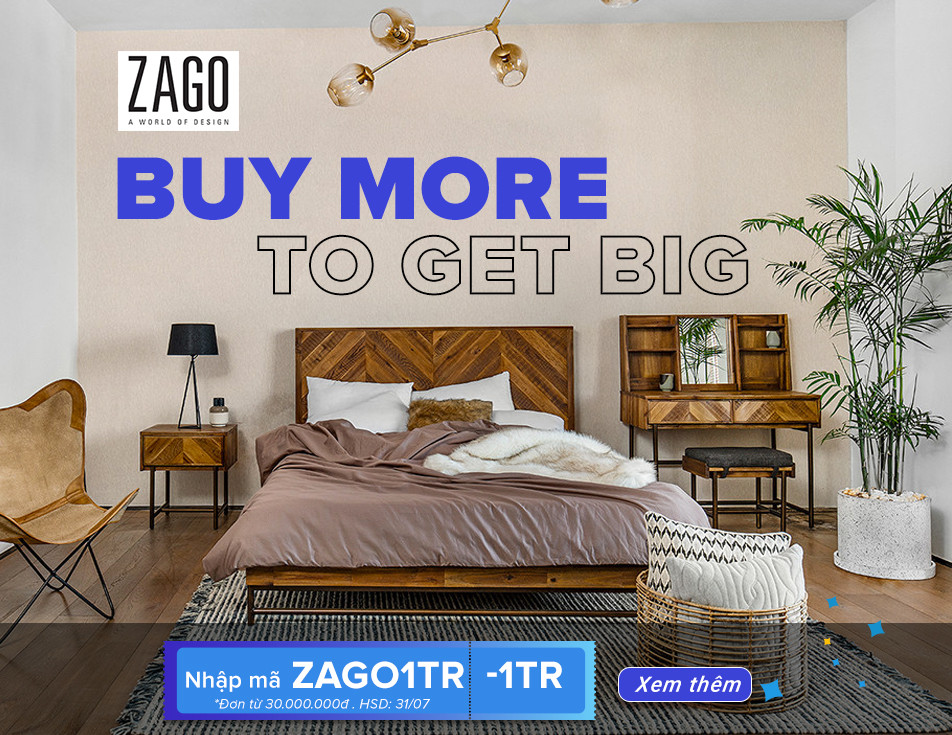 ZAGO
A WORLD OF DESIGN
BUY MORE
TO GET BIG
Nhập mã ZAGO1TR -1TR
*Đơn từ 30.000.000đ . HSD: 31/07
Xem thêm